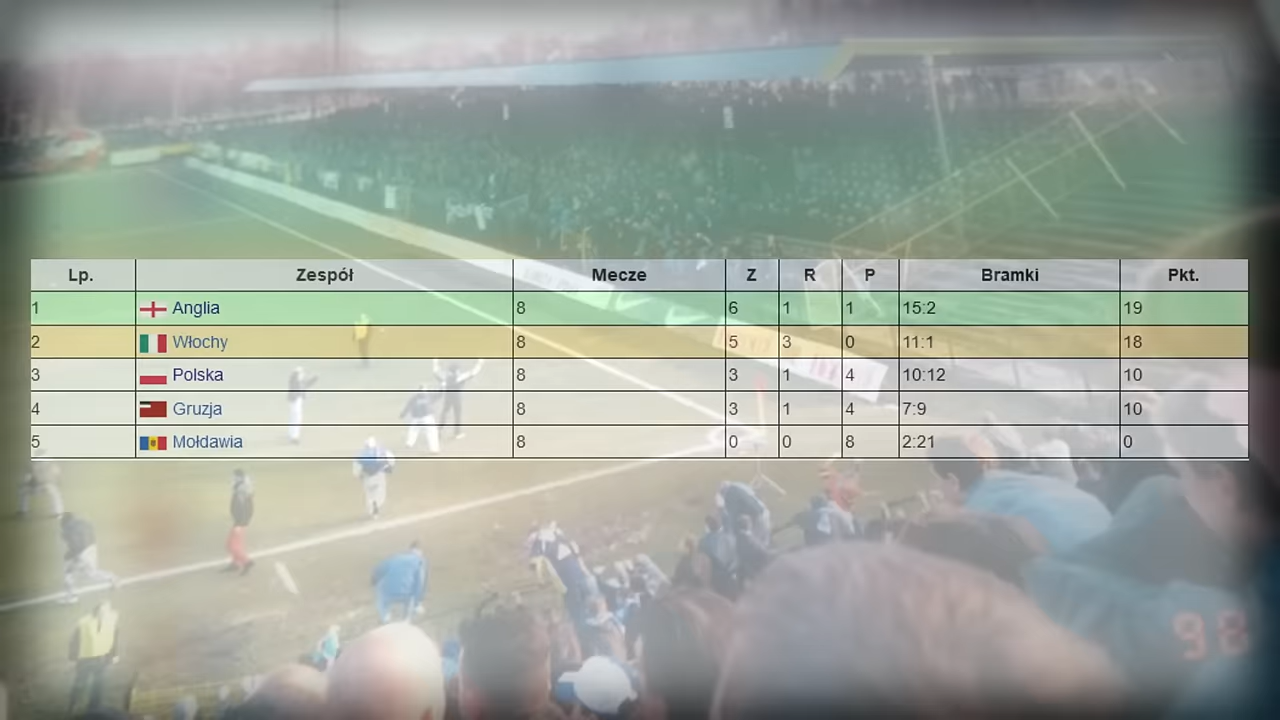 Lp. Zespół Mecze Z R P Bramki Pkt.
1 Anglia 8 6 1 1 15:2 19
2 Włochy 8 5 3 0 11:1 18
3 Polska 8 3 1 4 10:12 10
4 Gruzja 8 3 1 4 7:9 10
5 Mołdawia 8 0 0 8 2:21 0
98